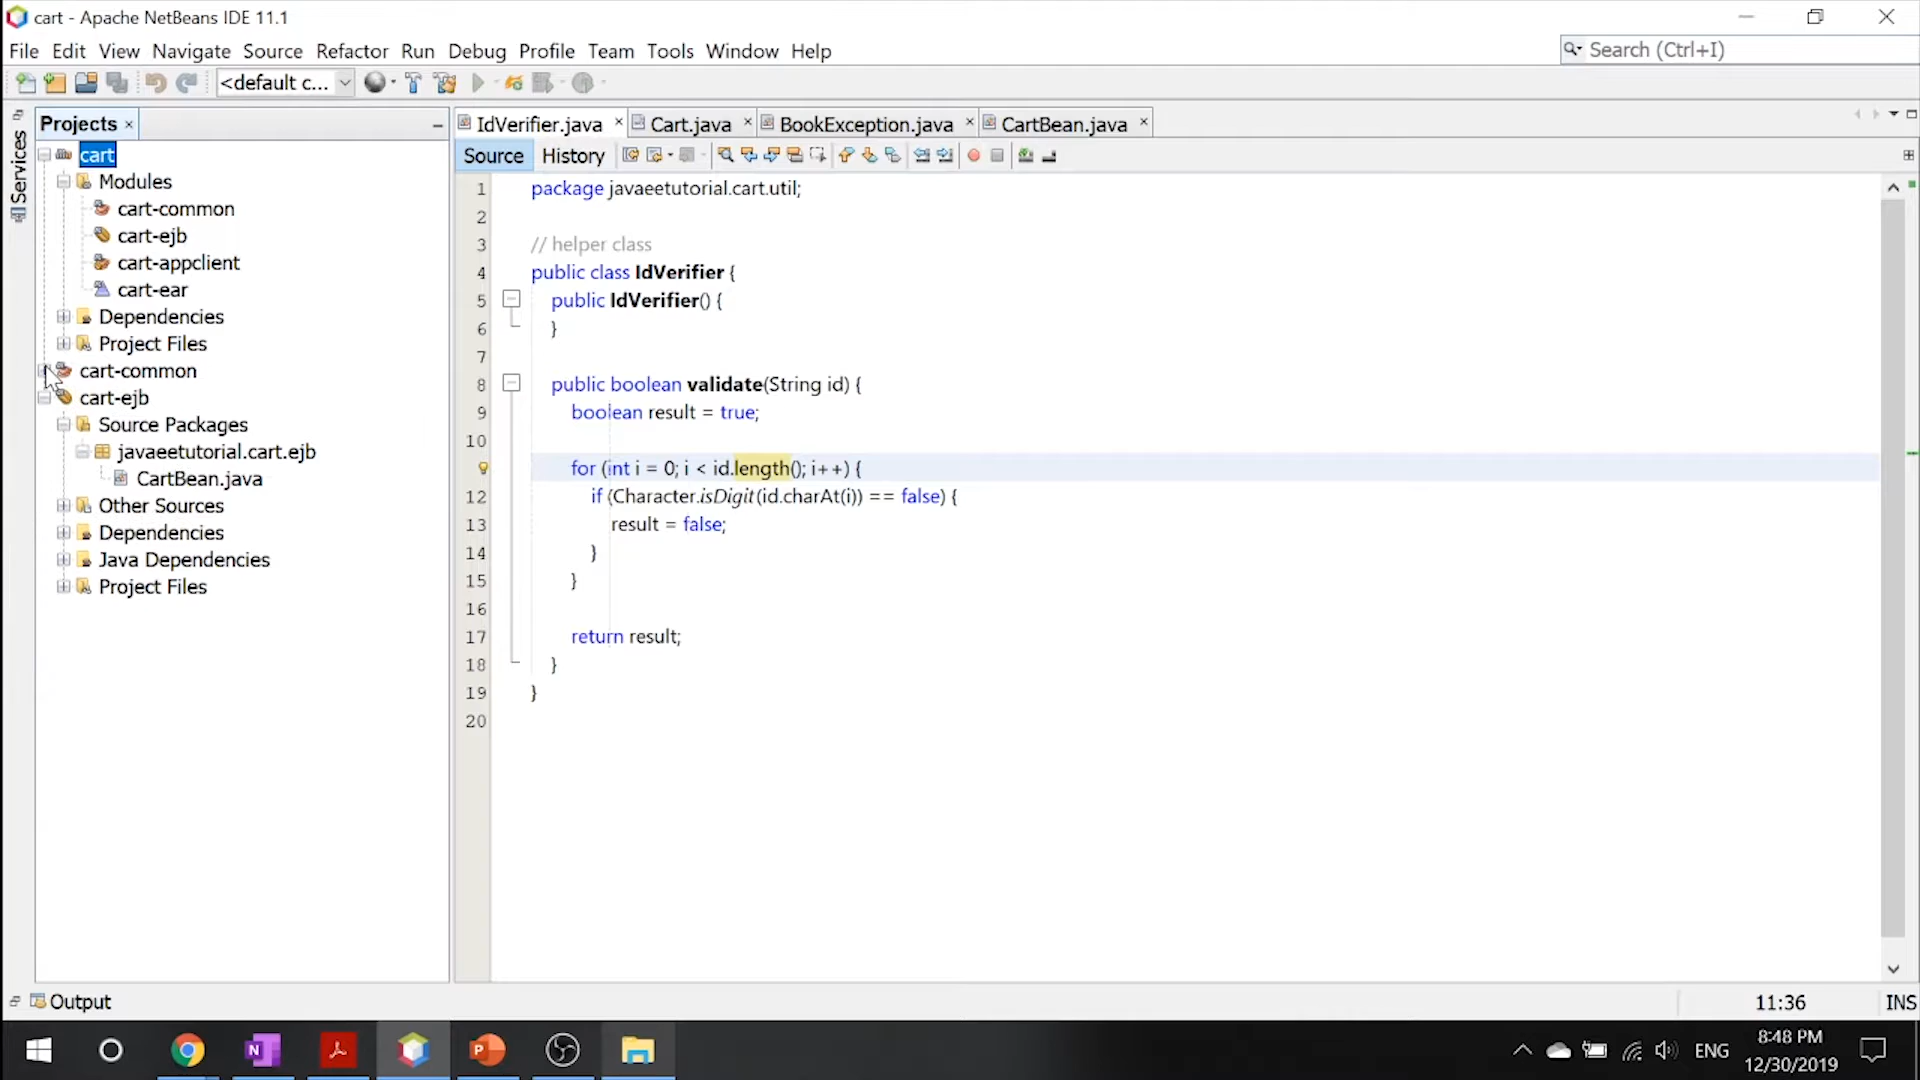 cart - Apache NetBeans IDE 11.1
File Edit View Navigate Source Refactor Run Debug Profile Team Tools Window Help
Search (Ctrl+I)
<default c...
Services
Projects
IdVerifier.java Cart.java BookException.java CartBean.java
Source History
cart
Modules
cart-common
cart-ejb
cart-appclient
cart-ear
Dependencies
Project Files
cart-common
cart-ejb
Source Packages
javaeetutorial.cart.ejb
CartBean.java
Other Sources
Dependencies
Java Dependencies
Project Files
1 package javaeetutorial.cart.util;
2
3 // helper class
4 public class IdVerifier {
5 public IdVerifier() {
6 }
7
8 public boolean validate(String id) {
9 boolean result = true;
10
for (int i = 0; i < id.length(); i++) {
12 if (Character.isDigit(id.charAt(i)) == false) {
13 result = false;
14 }
15 }
16
17 return result;
18 }
19 }
20
Output
11:36 INS
ENG
8:48 PM
12/30/2019